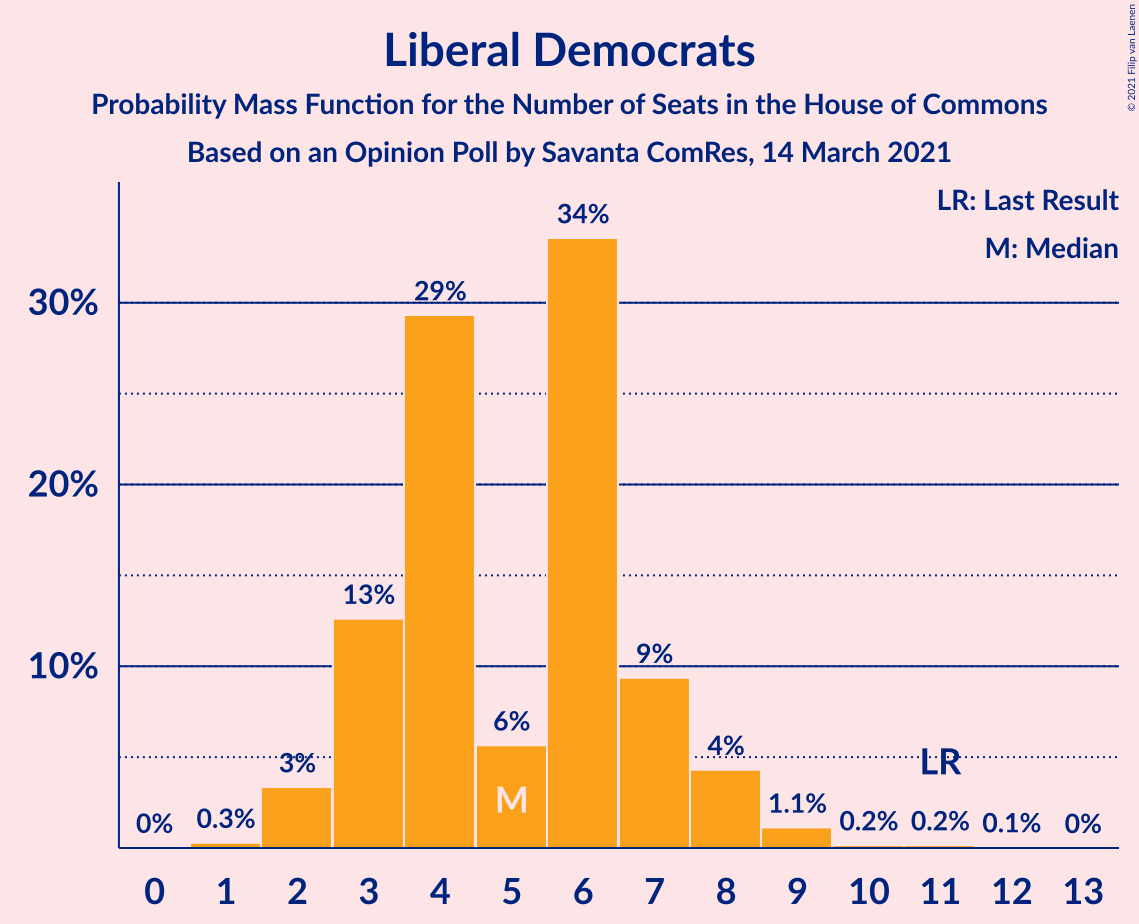 Liberal Democrats
Probability Mass Function for the Number of Seats in the House of Commons
Based on an Opinion Poll by Savanta ComRes, 14 March 2021
© 2021 Filip van Laenen
LR: Last Result
M: Median
30%
20%
10%
0%
0.3%
3%
13%
29%
6%
34%
9%
4%
1.1%
0.2%
0.2%
0.1%
0%
M
LR
0 1 2 3 4 5 6 7 8 9 10 11 12 13